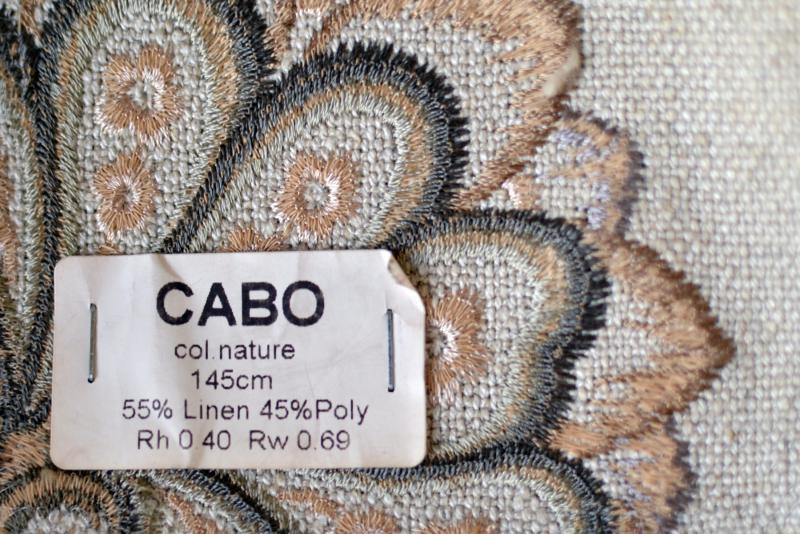 CABO
col.nature
145cm
55% Linen 45%Poly
Rh 0.40 Rw 0.69